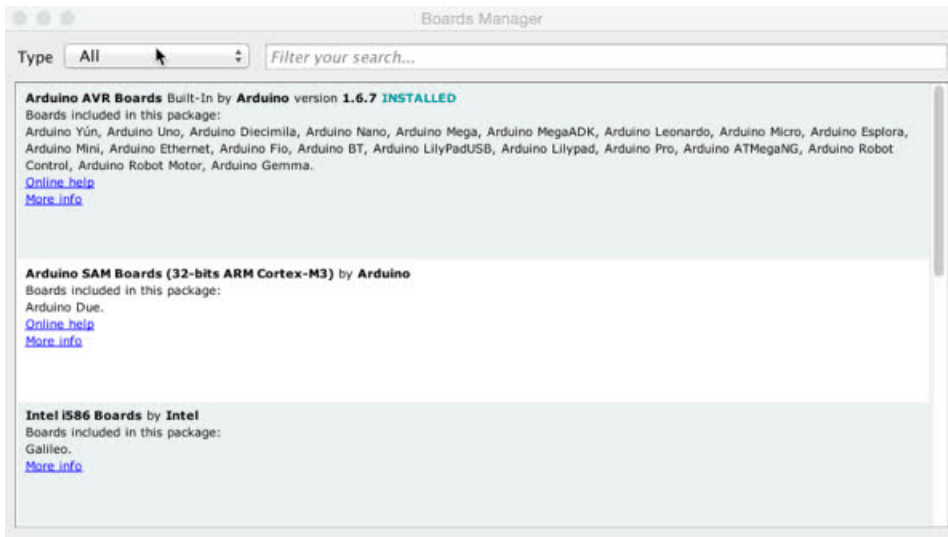 Boards Manager
Type All Filter your search...
Arduino AVR Boards Built-In by Arduino version 1.6.7 INSTALLED
Boards included in this package:
Arduino Yún, Arduino Uno, Arduino Diecimila, Arduino Nano, Arduino Mega, Arduino MegaADK, Arduino Leonardo, Arduino Micro, Arduino Esplora,
Arduino Mini, Arduino Ethernet, Arduino Fio, Arduino BT, Arduino LilyPadUSB, Arduino Lilypad, Arduino Pro, Arduino ATMegaNG, Arduino Robot
Control, Arduino Robot Motor, Arduino Gemma.
Online help
More info
Arduino SAM Boards (32-bits ARM Cortex-M3) by Arduino
Boards included in this package:
Arduino Due.
Online help
More info
Intel i586 Boards by Intel
Boards included in this package:
Galileo.
More info